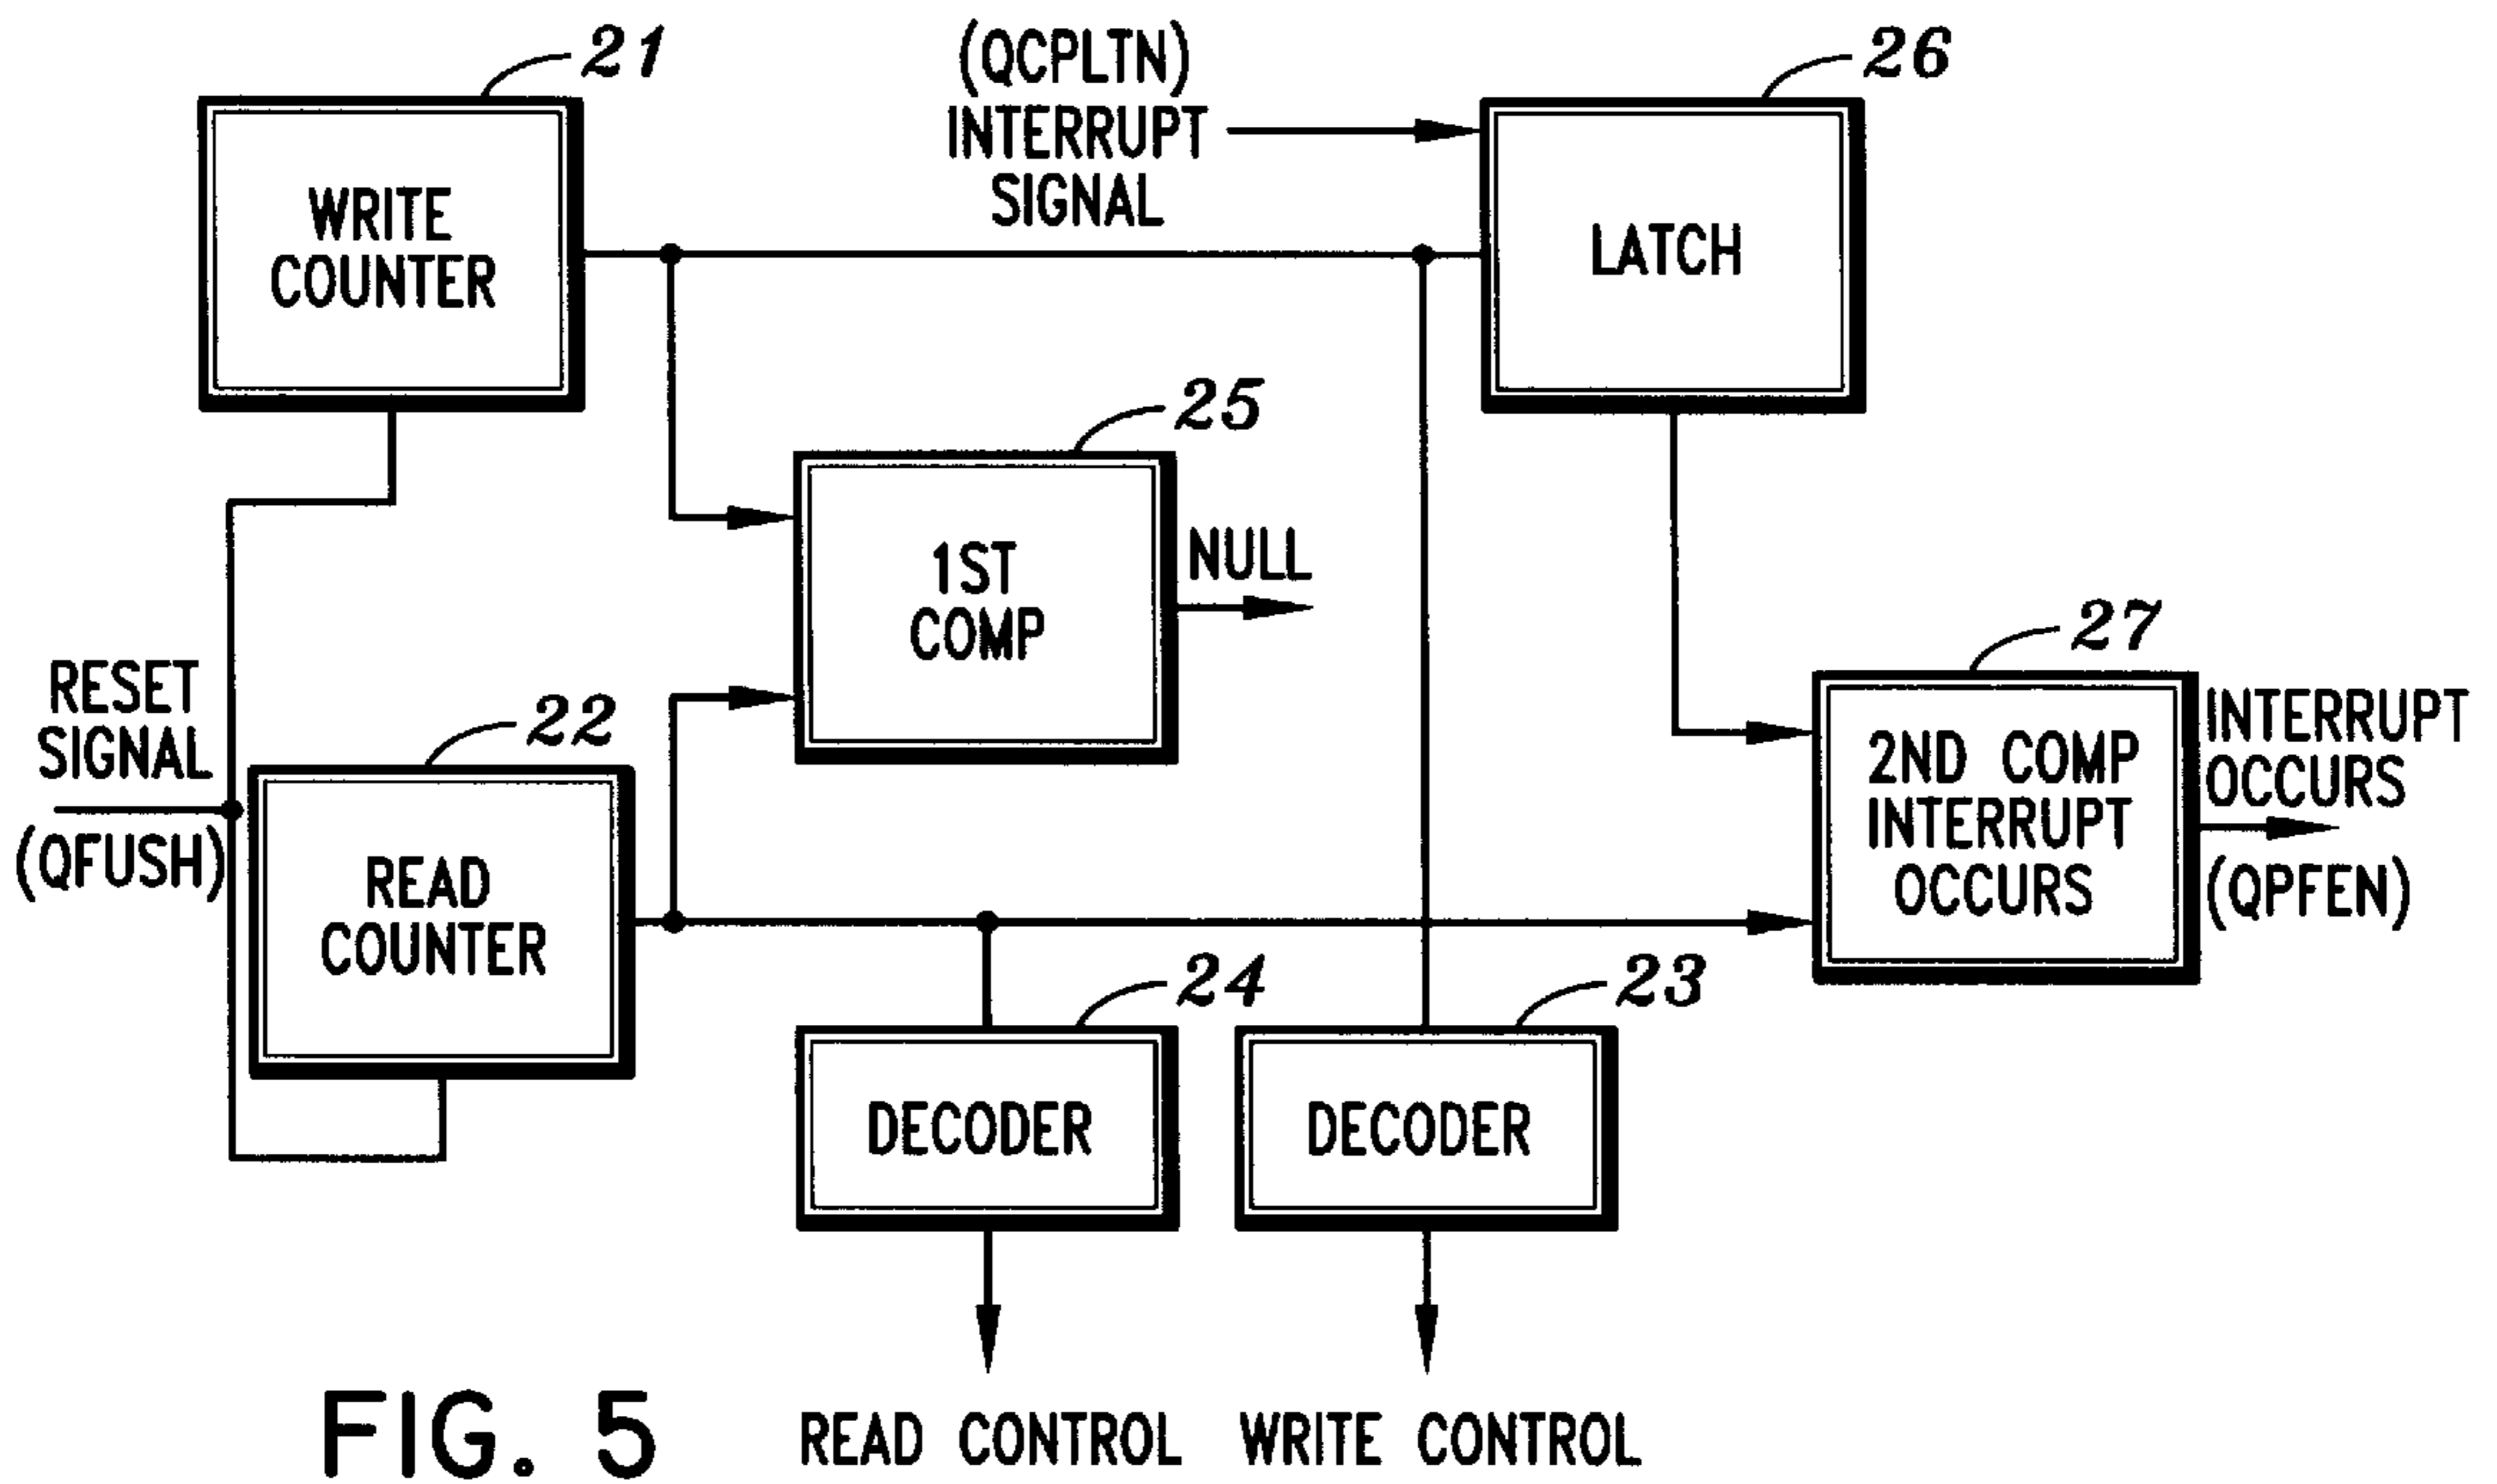 21
(QCPLTN)
INTERRUPT
SIGNAL
26
WRITE
COUNTER
LATCH
25
1ST
COMP
NULL
27
RESET
SIGNAL
(QFUSH)
22
READ
COUNTER
2ND COMP
INTERRUPT
OCCURS
INTERRUPT
OCCURS
(QPFEN)
24
23
DECODER
DECODER
READ CONTROL
WRITE CONTROL
FIG. 5